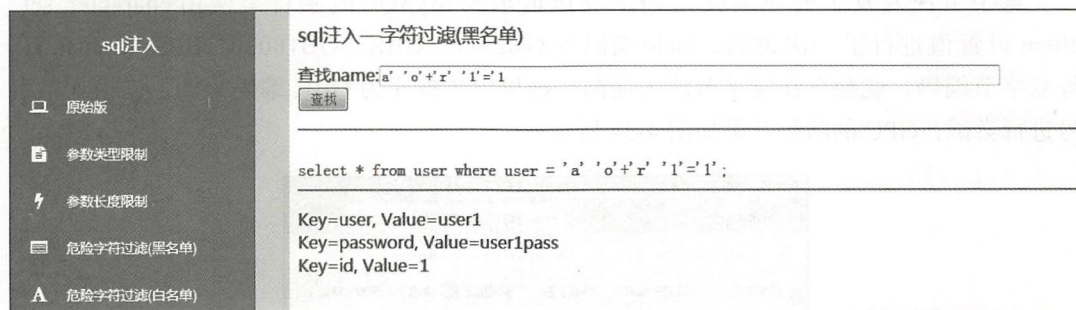 sql注入
原始版
参数类型限制
参数长度限制
危险字符过滤(黑名单)
危险字符过滤(白名单)
sql注入—字符过滤(黑名单)
查找name:a' 'o'+'r' '1'='1
查找
select * from user where user = 'a' 'o'+'r' '1'='1';
Key=user, Value=user1
Key=password, Value=user1pass
Key=id, Value=1